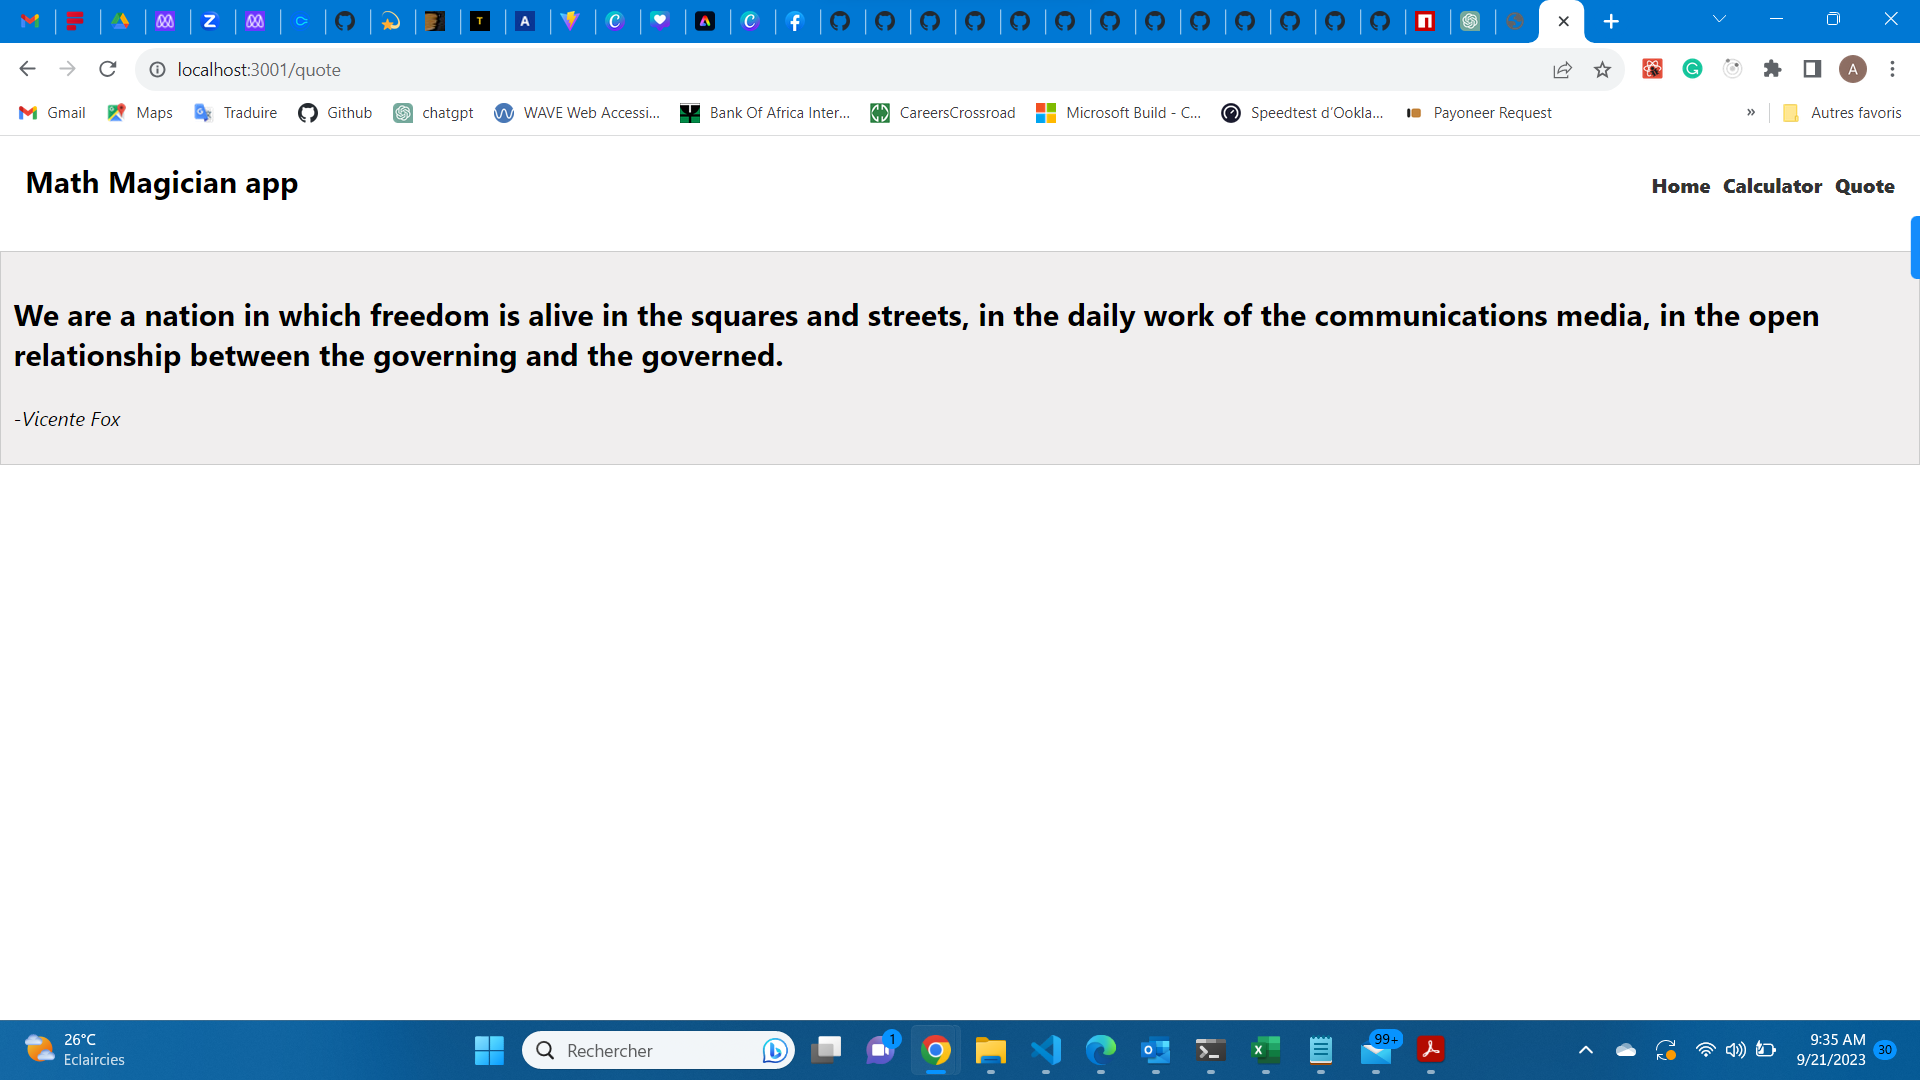 localhost:3001/quote
A
Gmail Maps Traduire Github chatgpt WAVE Web Accessi... Bank Of Africa Inter... CareersCrossroad Microsoft Build - C... Speedtest d'Ookla... Payoneer Request » Autres favoris
Math Magician app
Home Calculator Quote
We are a nation in which freedom is alive in the squares and streets, in the daily work of the communications media, in the open
relationship between the governing and the governed.
-Vicente Fox
26°C
Eclaircies
Rechercher
1
99+
9:35 AM
9/21/2023
30